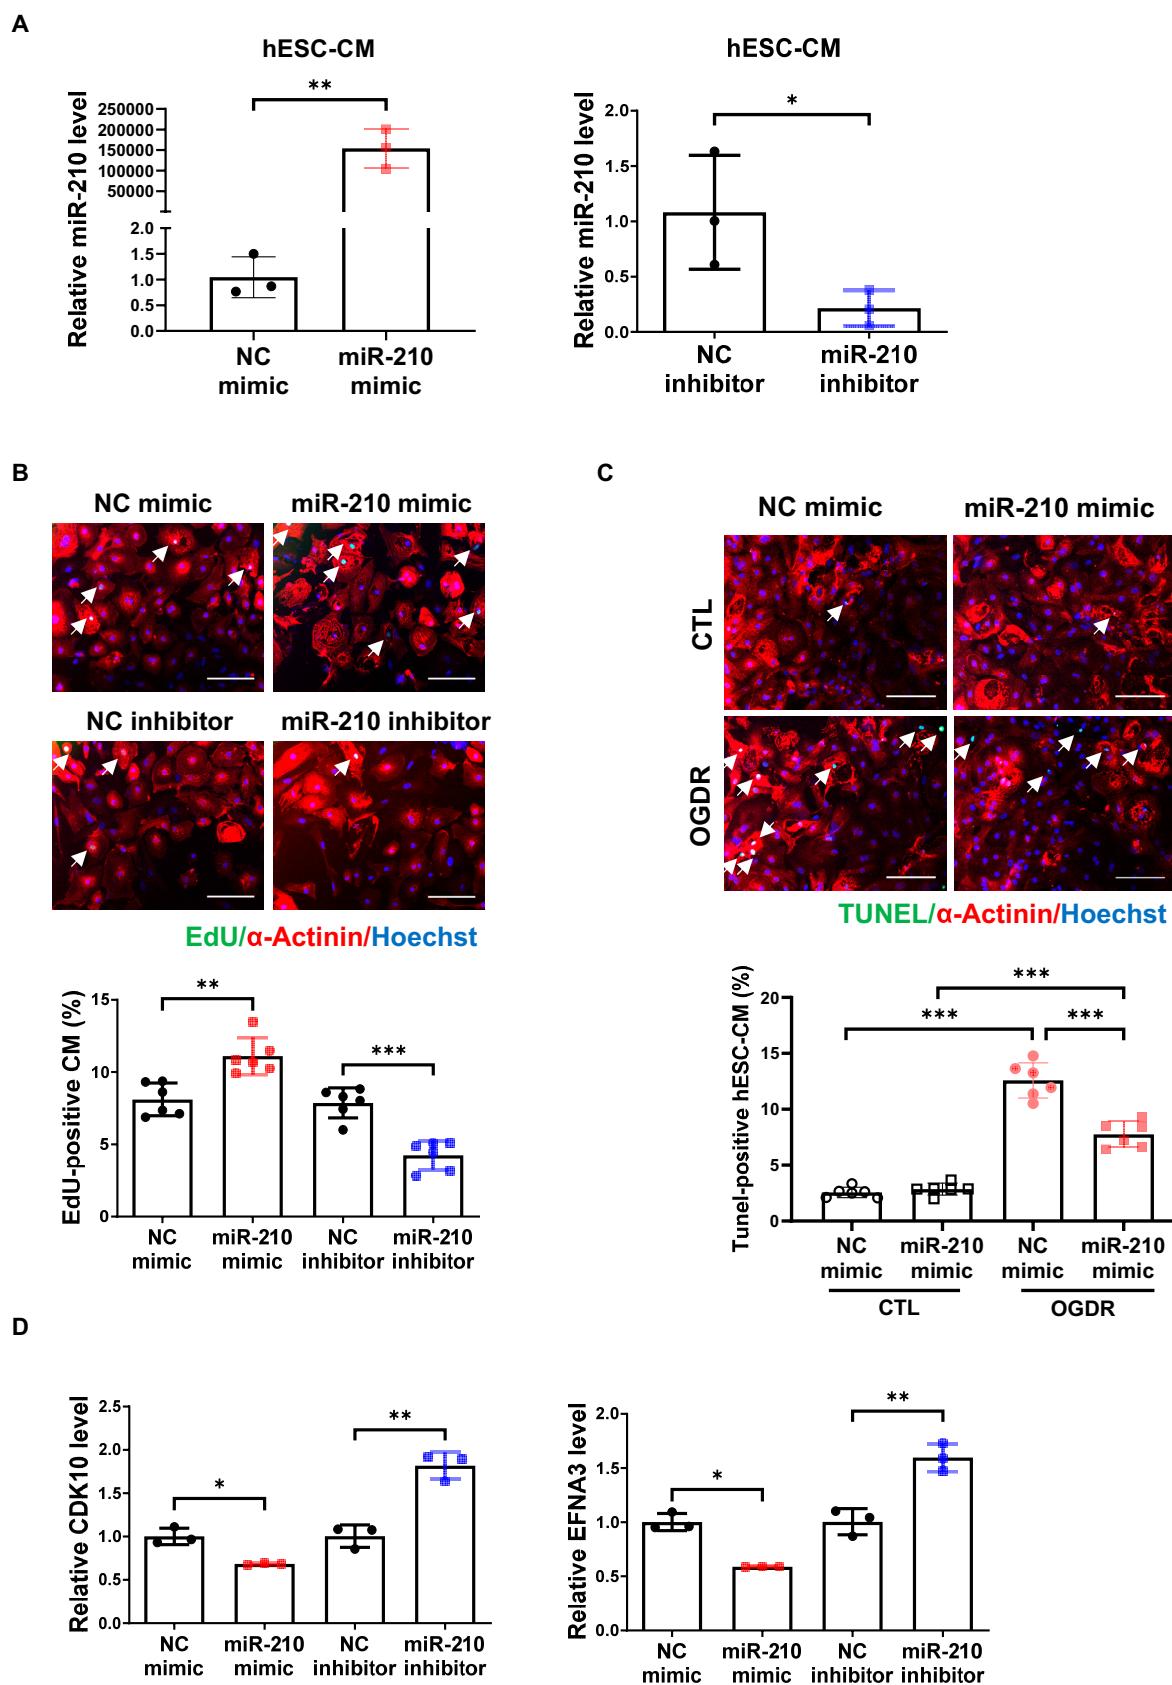 A
hESC-CM
**
Relative miR-210 level
250000
200000
150000
100000
50000
2.0
1.5
1.0
0.5
0.0
NC mimic
miR-210 mimic
hESC-CM
*
Relative miR-210 level
2.0
1.5
1.0
0.5
0.0
NC inhibitor
miR-210 inhibitor
B
NC mimic
miR-210 mimic
NC inhibitor
miR-210 inhibitor
EdU/α-Actinin/Hoechst
**
***
EdU-positive CM (%)
15
10
5
0
NC mimic
miR-210 mimic
NC inhibitor
miR-210 inhibitor
C
NC mimic
miR-210 mimic
CTL
OGDR
TUNEL/α-Actinin/Hoechst
***
***
***
Tunel-positive hESC-CM (%)
20
15
10
5
0
NC mimic
miR-210 mimic
NC mimic
miR-210 mimic
CTL
OGDR
D
*
**
Relative CDK10 level
2.5
2.0
1.5
1.0
0.5
0.0
NC mimic
miR-210 mimic
NC inhibitor
miR-210 inhibitor
*
**
Relative EFNA3 level
2.0
1.5
1.0
0.5
0.0
NC mimic
miR-210 mimic
NC inhibitor
miR-210 inhibitor